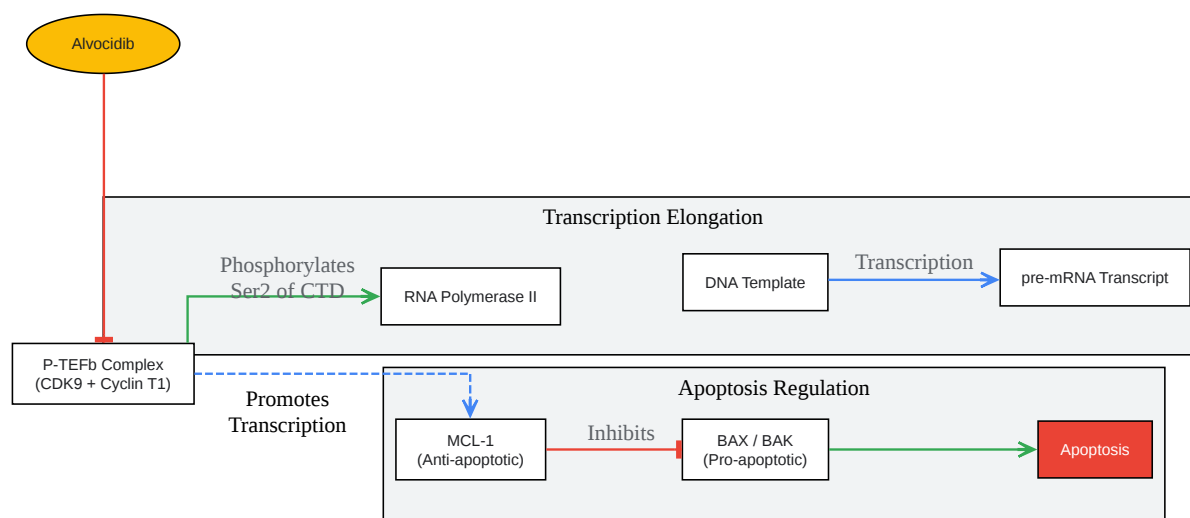 Alvocidib
Transcription Elongation
Phosphorylates
Ser2 of CTD
RNA Polymerase II
DNA Template
Transcription
pre-mRNA Transcript
P-TEFb Complex
(CDK9 + Cyclin T1)
Promotes
Transcription
Apoptosis Regulation
MCL-1
(Anti-apoptotic)
Inhibits
BAX / BAK
(Pro-apoptotic)
Apoptosis